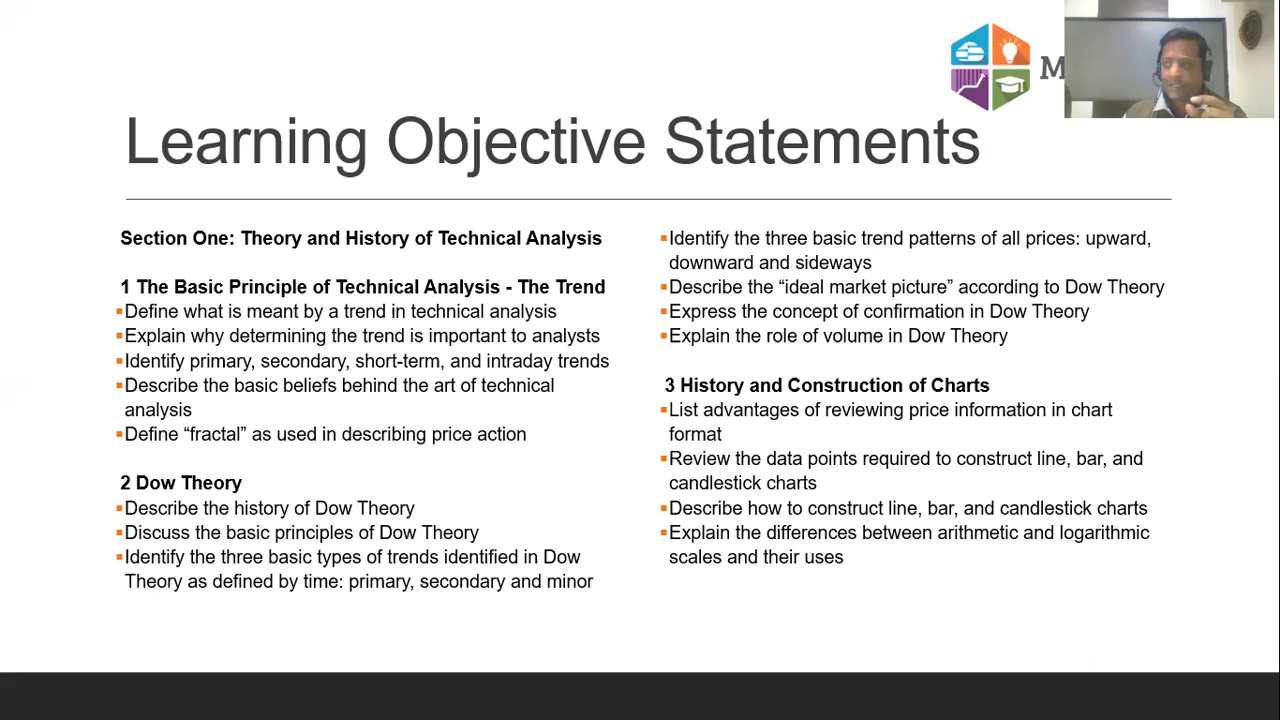 M
Learning Objective Statements
Section One: Theory and History of Technical Analysis
1 The Basic Principle of Technical Analysis - The Trend
▪Define what is meant by a trend in technical analysis
▪Explain why determining the trend is important to analysts
▪Identify primary, secondary, short-term, and intraday trends
▪Describe the basic beliefs behind the art of technical
analysis
▪Define “fractal” as used in describing price action
2 Dow Theory
▪Describe the history of Dow Theory
▪Discuss the basic principles of Dow Theory
▪Identify the three basic types of trends identified in Dow
Theory as defined by time: primary, secondary and minor
▪Identify the three basic trend patterns of all prices: upward,
downward and sideways
▪Describe the “ideal market picture” according to Dow Theory
▪Express the concept of confirmation in Dow Theory
▪Explain the role of volume in Dow Theory
3 History and Construction of Charts
▪List advantages of reviewing price information in chart
format
▪Review the data points required to construct line, bar, and
candlestick charts
▪Describe how to construct line, bar, and candlestick charts
▪Explain the differences between arithmetic and logarithmic
scales and their uses